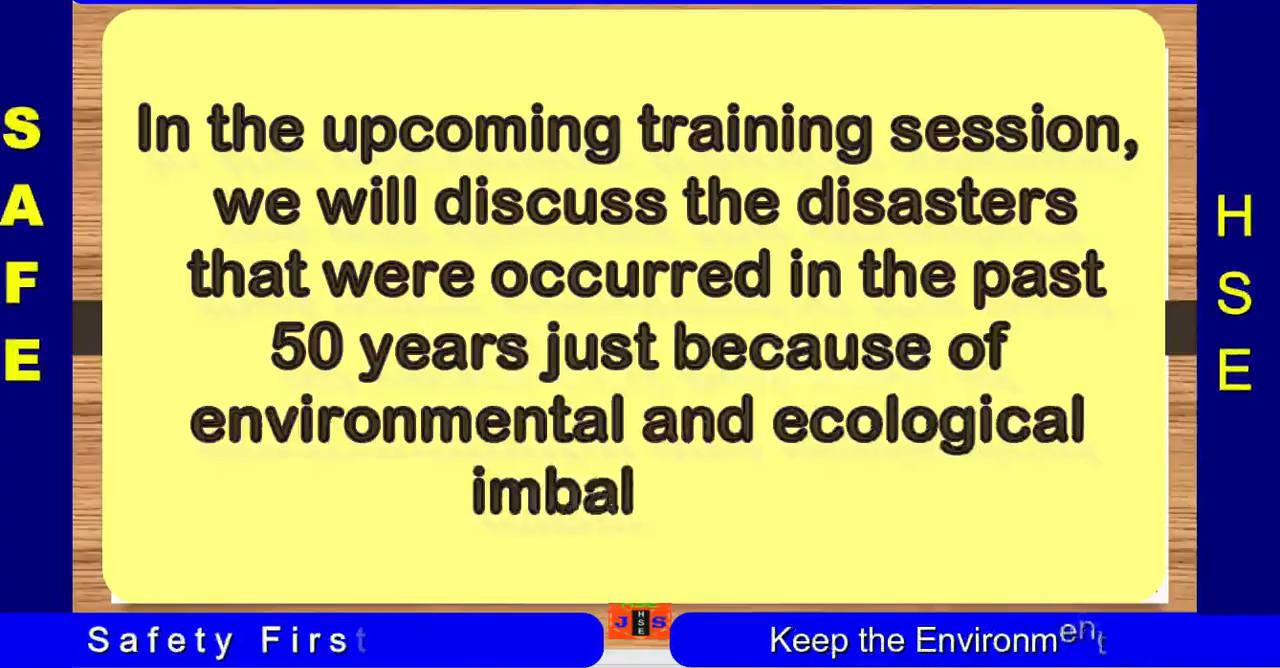 S
A
F
E
In the upcoming training session,
we will discuss the disasters
that were occurred in the past
50 years just because of
environmental and ecological
imbal
H
S
E
Safety First
J HSE S
Keep the Environment